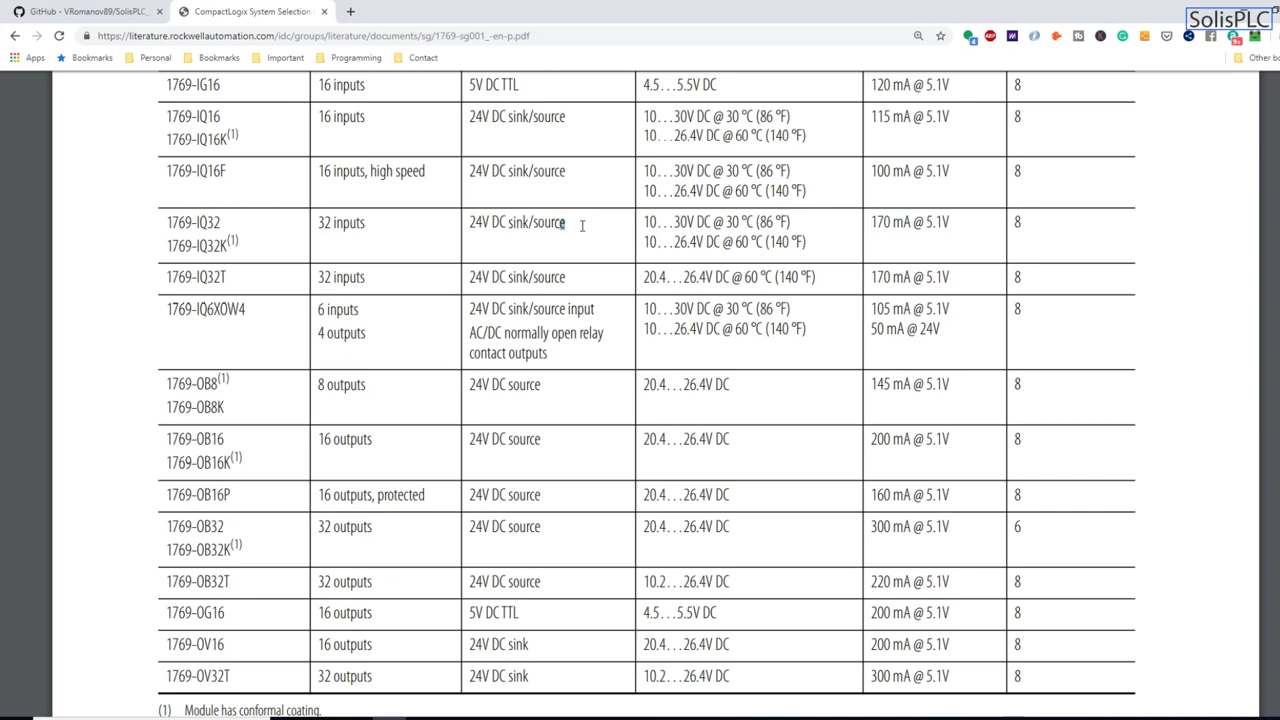 GitHub - VRomanov89/SolisPLC_
CompactLogix System Selection
SolisPLC
https://literature.rockwellautomation.com/idc/groups/literature/documents/sg/1769-sg001_-en-p.pdf
Apps Bookmarks Personal Bookmarks Important Programming Contact Other bo
1769-IG16 16 inputs 5V DC TTL 4.5…5.5V DC 120 mA @ 5.1V 8
1769-IQ16 16 inputs 24V DC sink/source 10…30V DC @ 30 °C (86 °F) 115 mA @ 5.1V 8
1769-IQ16K(1) 10…26.4V DC @ 60 °C (140 °F)
1769-IQ16F 16 inputs, high speed 24V DC sink/source 10…30V DC @ 30 °C (86 °F) 100 mA @ 5.1V 8
10…26.4V DC @ 60 °C (140 °F)
1769-IQ32 32 inputs 24V DC sink/source 10…30V DC @ 30 °C (86 °F) 170 mA @ 5.1V 8
1769-IQ32K(1) 10…26.4V DC @ 60 °C (140 °F)
1769-IQ32T 32 inputs 24V DC sink/source 20.4…26.4V DC @ 60 °C (140 °F) 170 mA @ 5.1V 8
1769-IQ6XOW4 6 inputs 24V DC sink/source input 10…30V DC @ 30 °C (86 °F) 105 mA @ 5.1V 8
4 outputs AC/DC normally open relay 10…26.4V DC @ 60 °C (140 °F) 50 mA @ 24V
contact outputs
1769-OB8(1) 8 outputs 24V DC source 20.4…26.4V DC 145 mA @ 5.1V 8
1769-OB8K
1769-OB16 16 outputs 24V DC source 20.4…26.4V DC 200 mA @ 5.1V 8
1769-OB16K(1)
1769-OB16P 16 outputs, protected 24V DC source 20.4…26.4V DC 160 mA @ 5.1V 8
1769-OB32 32 outputs 24V DC source 20.4…26.4V DC 300 mA @ 5.1V 6
1769-OB32K(1)
1769-OB32T 32 outputs 24V DC source 10.2…26.4V DC 220 mA @ 5.1V 8
1769-OG16 16 outputs 5V DC TTL 4.5…5.5V DC 200 mA @ 5.1V 8
1769-OV16 16 outputs 24V DC sink 20.4…26.4V DC 200 mA @ 5.1V 8
1769-OV32T 32 outputs 24V DC sink 10.2…26.4V DC 300 mA @ 5.1V 8
(1) Module has conformal coating.